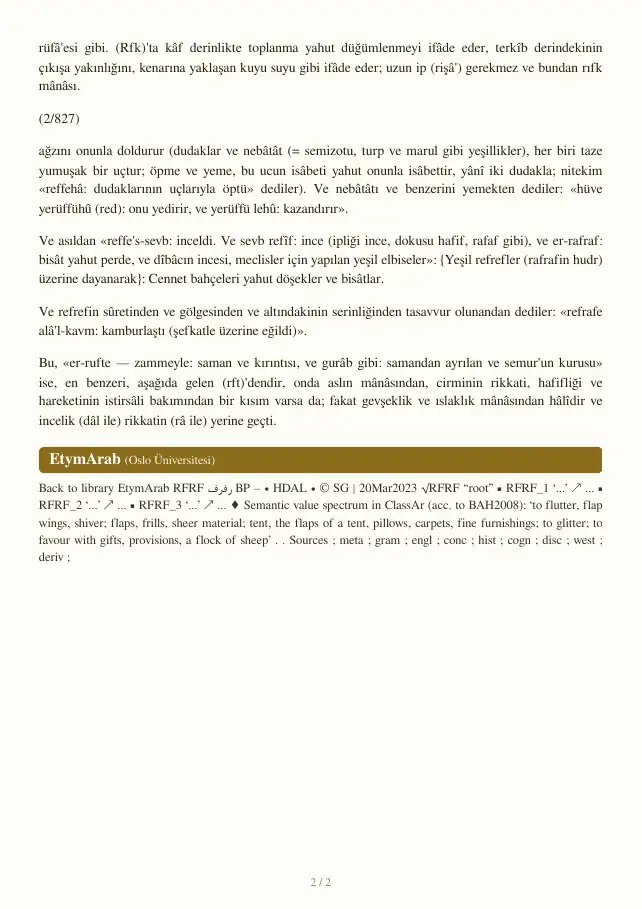 rüfâ'esi gibi. (Rfk)'ta kâf derinlikte toplanma yahut düğümlenmeyi ifâde eder, terkîb derindekinin
çıkışa yakınlığını, kenarına yaklaşan kuyu suyu gibi ifâde eder; uzun ip (rişâ') gerekmez ve bundan rıfk
mânâsı.
(2/827)
ağzını onunla doldurur (dudaklar ve nebâtât (= semizotu, turp ve marul gibi yeşillikler), her biri taze
yumuşak bir uçtur; öpme ve yeme, bu ucun isâbeti yahut onunla isâbettir, yânî iki dudakla; nitekim
«reffehâ: dudaklarının uçlarıyla öptü» dediler). Ve nebâtâtı ve benzerini yemekten dediler: «hüve
yerüffühû (red): onu yedirir, ve yerüffü lehû: kazandırır».
Ve asıldan «reffe's-sevb: inceldi. Ve sevb refîf: ince (ipliği ince, dokusu hafif, rafaf gibi), ve er-rafraf:
bisât yahut perde, ve dîbâcın incesi, meclisler için yapılan yeşil elbiseler»: {Yeşil refrefler (rafrafin hudr)
üzerine dayanarak}: Cennet bahçeleri yahut döşekler ve bisâtlar.
Ve refrefin sûretinden ve gölgesinden ve altındakinin serinliğinden tasavvur olunandan dediler: «refrafe
alâ'l-kavm: kamburlaştı (şefkatle üzerine eğildi)».
Bu, «er-rufte — zammeyle: saman ve kırıntısı, ve gurâb gibi: samandan ayrılan ve semur'un kurusu»
ise, en benzeri, aşağıda gelen (rft)'dendir, onda aslın mânâsından, cirminin rikkati, hafifliği ve
hareketinin istirsâli bakımından bir kısım varsa da; fakat gevşeklik ve ıslaklık mânâsından hâlîdir ve
incelik (dâl ile) rikkatin (râ ile) yerine geçti.
EtymArab (Oslo Üniversitesi)
Back to library EtymArab RFRF رفرف BP – • HDAL • © SG | 20Mar2023 √RFRF “root” ▪ RFRF_1 ‘...’ ↗ ... ▪
RFRF_2 ‘...’ ↗ ... ▪ RFRF_3 ‘...’ ↗ ... ♦ Semantic value spectrum in ClassAr (acc. to BAH2008): ‘to flutter, flap
wings, shiver; flaps, frills, sheer material; tent, the flaps of a tent, pillows, carpets, fine furnishings; to glitter; to
favour with gifts, provisions, a flock of sheep’ . . Sources ; meta ; gram ; engl ; conc ; hist ; cogn ; disc ; west ;
deriv ;
2 / 2